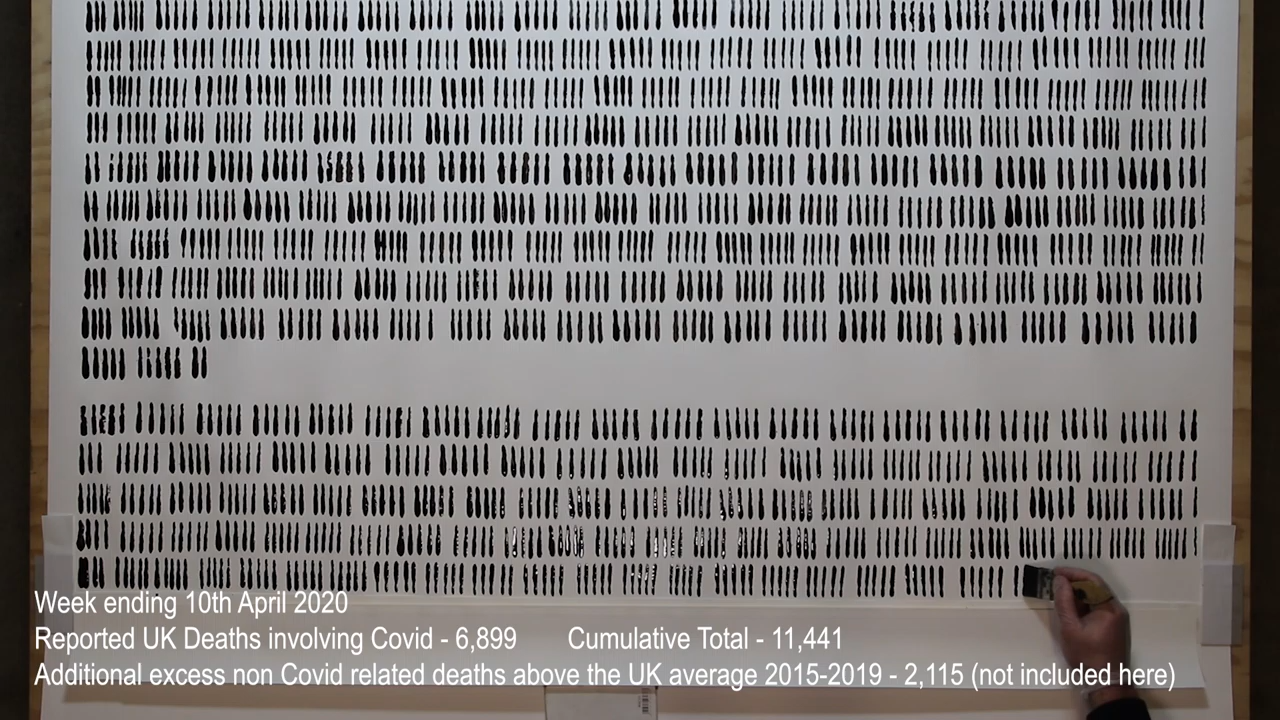 Week ending 10th April 2020
Reported UK Deaths involving Covid - 6,899 Cumulative Total - 11,441
Additional excess non Covid related deaths above the UK average 2015-2019 - 2,115 (not included here)